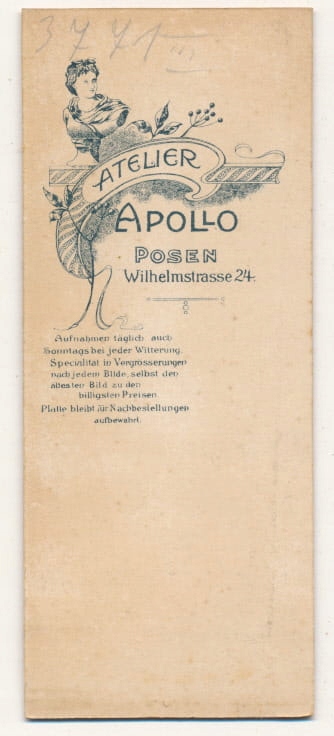 ATELIER
APOLLO
POSEN
Wilhelmstrasse 24.
Aufnahmen täglich auch
Sonntags bei jeder Witterung.
Specialität in Vergrösserungen
nach jedem Bilde, selbst den
ältesten Bild zu den
billigsten Preisen.
Platte bleibt für Nachbestellungen
aufbewahrt.